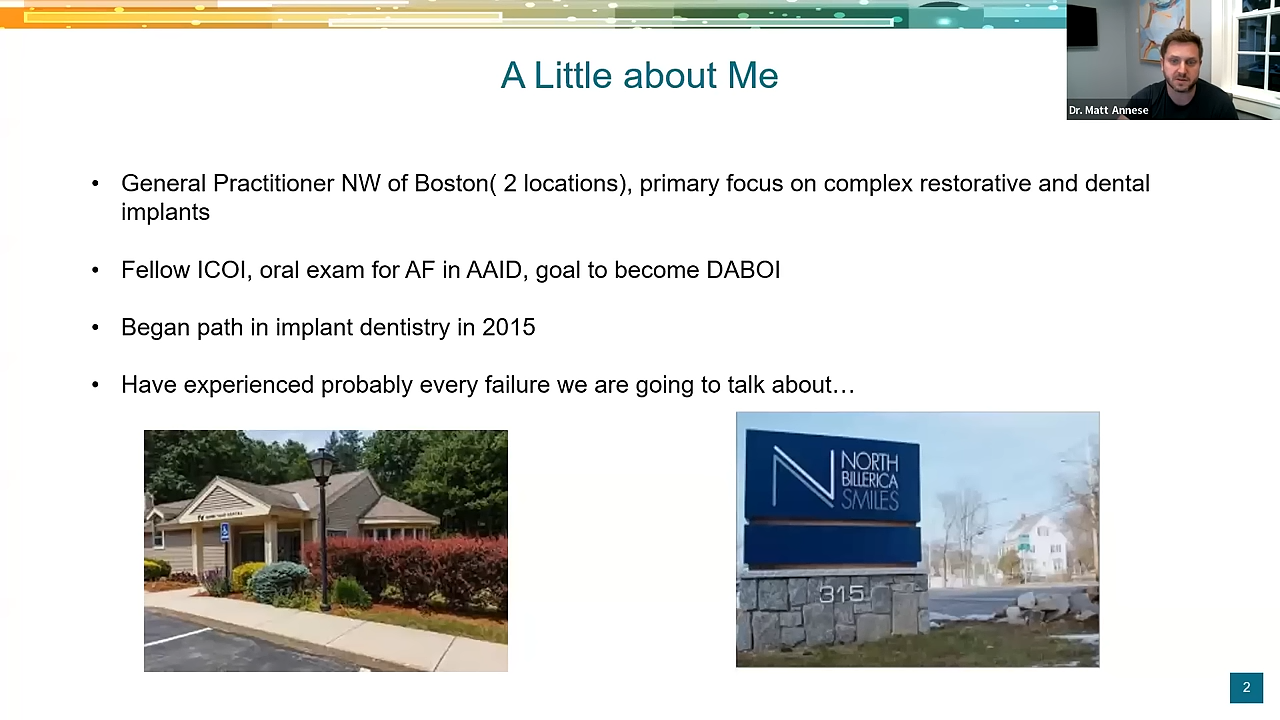 A Little about Me
Dr. Matt Annese
• General Practitioner NW of Boston( 2 locations), primary focus on complex restorative and dental
implants
• Fellow ICOI, oral exam for AF in AAID, goal to become DABOI
• Began path in implant dentistry in 2015
• Have experienced probably every failure we are going to talk about…
N NORTH
BILLERICA
SMILES
315
2